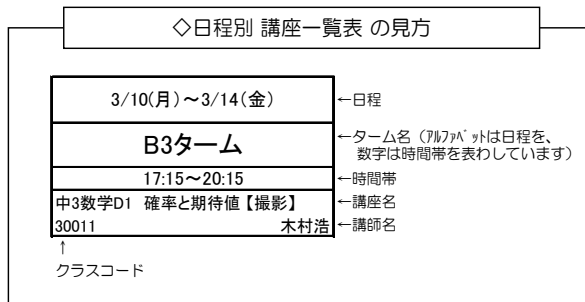 ◇日程別 講座一覧表 の見方
3/10(月)～3/14(金)
←日程
B3ターム
←ターム名（ｱﾙﾌｧﾍﾞｯﾄは日程を、
数字は時間帯を表わしています）
17:15～20:15
←時間帯
中3数学D1 確率と期待値【撮影】
←講座名
30011 木村浩
←講師名
↑
クラスコード